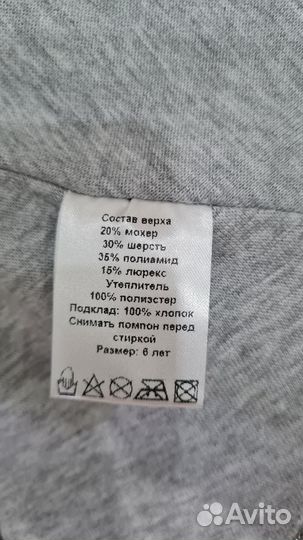 Состав верха
20% мохер
30% шерсть
35% полиамид
15% люрекс
Утеплитель
100% полиэстер
Подклад: 100% хлопок
Снимать помпон перед
стиркой
Размер: 6 лет
Avito